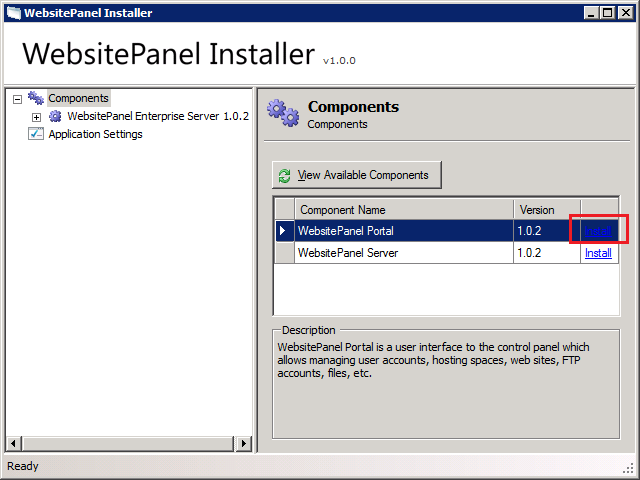 WebsitePanel Installer
WebsitePanel Installer v1.0.0
Components
WebsitePanel Enterprise Server 1.0.2
Application Settings
Components
Components
View Available Components
Component Name Version
WebsitePanel Portal 1.0.2 Install
WebsitePanel Server 1.0.2 Install
Description
WebsitePanel Portal is a user interface to the control panel which
allows managing user accounts, hosting spaces, web sites, FTP
accounts, files, etc.
Ready